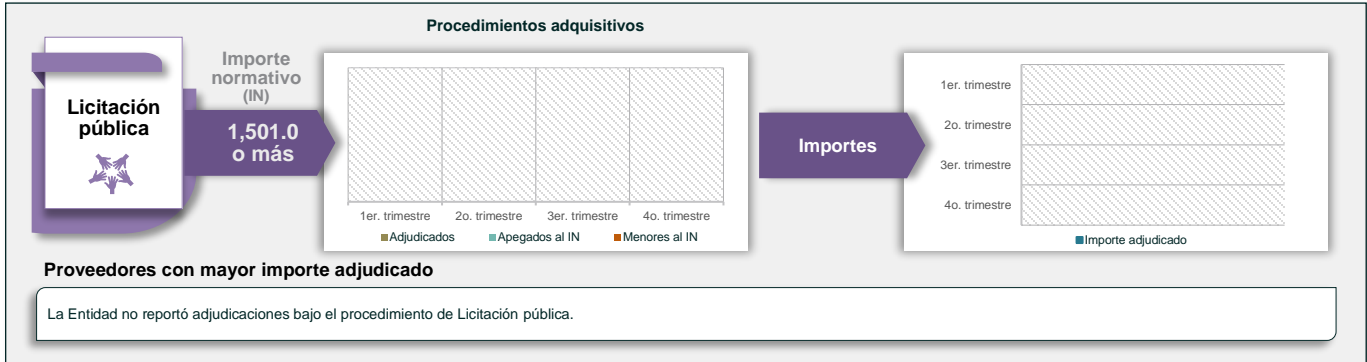 Procedimientos adquisitivos
Licitación
pública
Importe
normativo
(IN)
1,501.0
o más
1er. trimestre
2o. trimestre
3er. trimestre
4o. trimestre
Adjudicados
Apegados al IN
Menores al IN
Importes
1er. trimestre
2o. trimestre
3er. trimestre
4o. trimestre
Importe adjudicado
Proveedores con mayor importe adjudicado
La Entidad no reportó adjudicaciones bajo el procedimiento de Licitación pública.